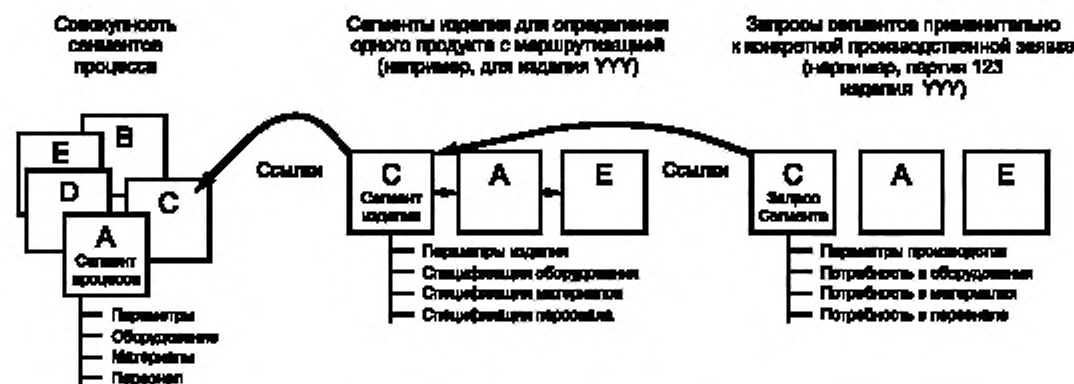 Совокупность
сегментов
процесса
Сегменты изделия для определения
одного продукта с маршрутизацией
(например, для изделия YYY)
Запросы сегментов применительно
к конкретной производственной заявке
(например, партия 123
изделия YYY)
B
E
D
C
A
Сегмент
процесса
Параметры
Оборудование
Материалы
Персонал
Ссылки
C
Сегмент
изделия
A
E
Параметры изделия
Спецификация оборудования
Спецификация материалов
Спецификация персонала
Ссылки
C
Запрос
Сегмента
A
E
Параметры производства
Потребность в оборудовании
Потребность в материалах
Потребность в персонале